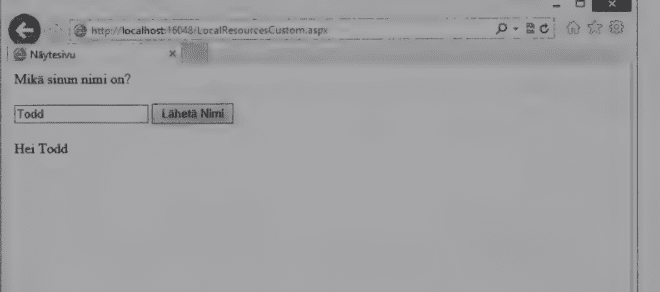 http://localhost:16048/LocalResourcesCustom.aspx
Näytesivu
Mikä sinun nimi on?
Todd Lähetä Nimi
Hei Todd